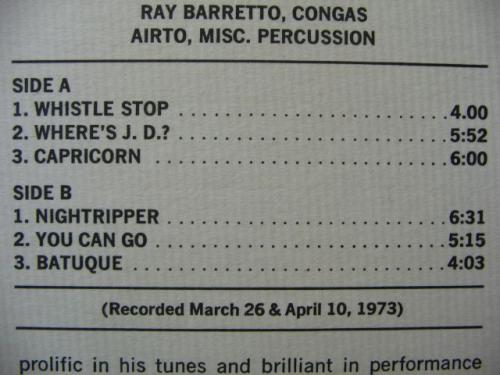 RAY BARRETTO, CONGAS
AIRTO, MISC. PERCUSSION
SIDE A
1. WHISTLE STOP . . . . . . . . . . . . . . . . . . . . . . . . 4.00
2. WHERE'S J. D.? . . . . . . . . . . . . . . . . . . . . . . . . 5:52
3. CAPRICORN . . . . . . . . . . . . . . . . . . . . . . . . . . 6:00
SIDE B
1. NIGHTRIPPER . . . . . . . . . . . . . . . . . . . . . . . . . 6:31
2. YOU CAN GO . . . . . . . . . . . . . . . . . . . . . . . . . . 5:15
3. BATUQUE . . . . . . . . . . . . . . . . . . . . . . . . . . . . 4:03
(Recorded March 26 & April 10, 1973)
prolific in his tunes and brilliant in performance